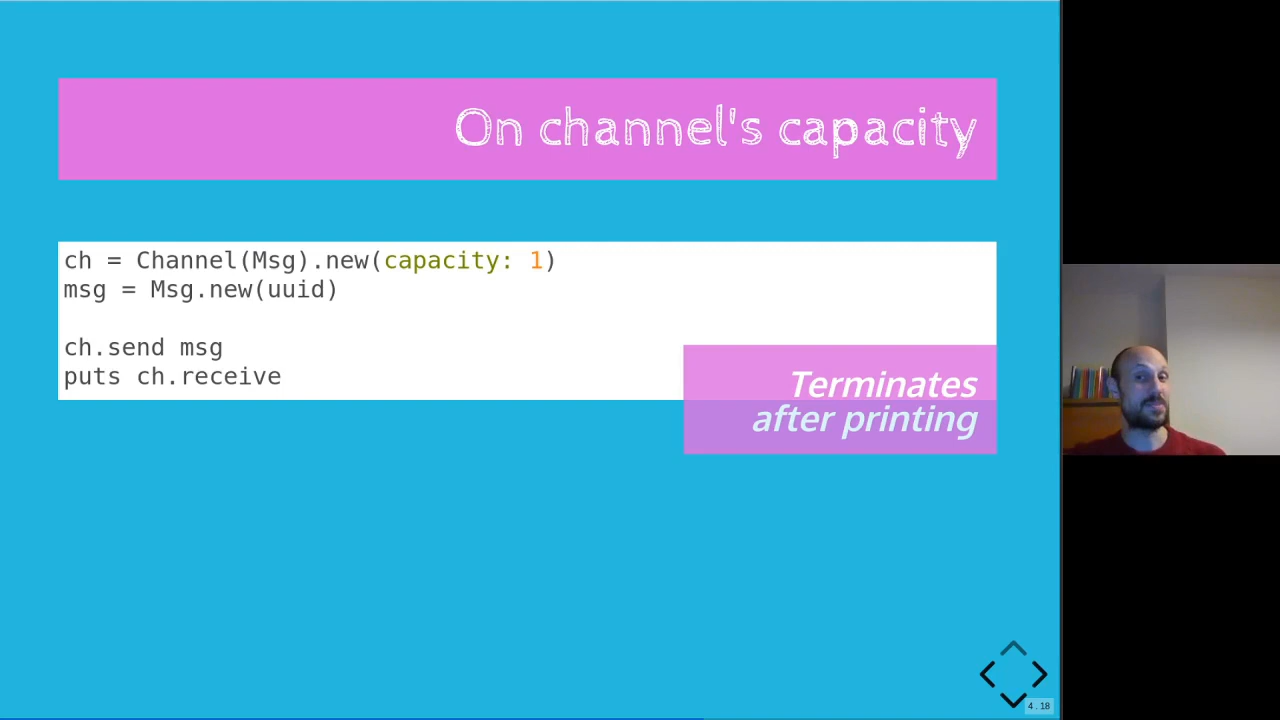 On channel's capacity
ch = Channel(Msg).new(capacity: 1)
msg = Msg.new(uuid)
ch.send msg
puts ch.receive
Terminates
after printing
4.18